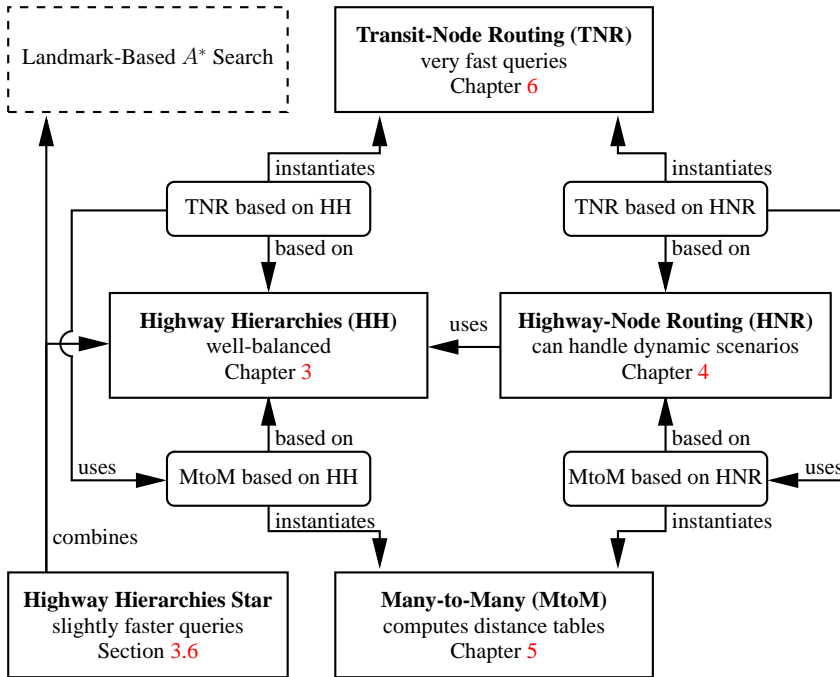 Landmark-Based A* Search
Transit-Node Routing (TNR)
very fast queries
Chapter 6
instantiates
instantiates
TNR based on HH
TNR based on HNR
based on
based on
Highway Hierarchies (HH)
well-balanced
Chapter 3
uses
Highway-Node Routing (HNR)
can handle dynamic scenarios
Chapter 4
based on
based on
uses
MtoM based on HH
MtoM based on HNR
uses
instantiates
instantiates
combines
Highway Hierarchies Star
slightly faster queries
Section 3.6
Many-to-Many (MtoM)
computes distance tables
Chapter 5